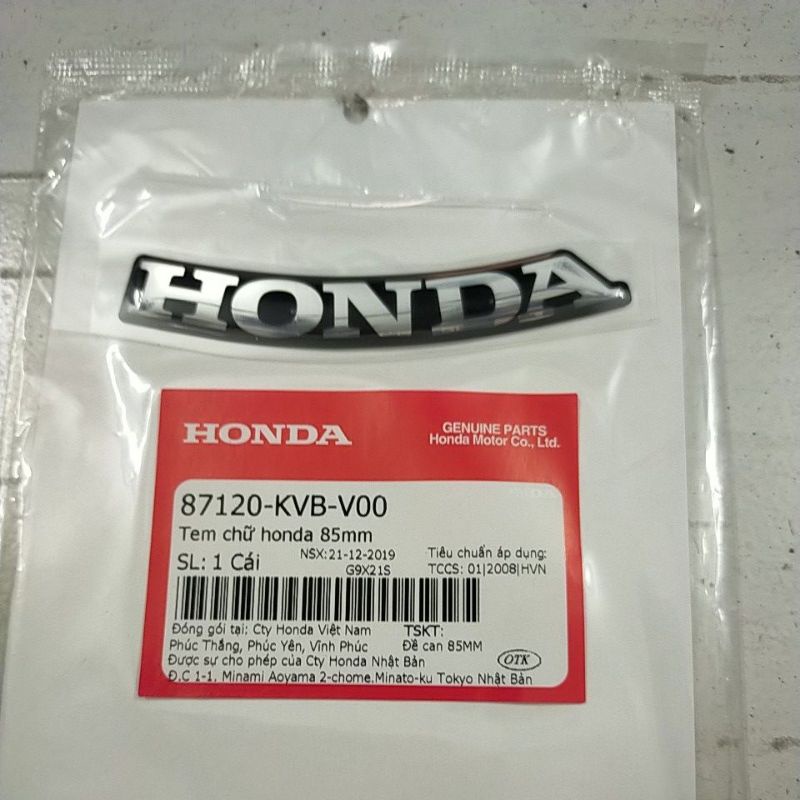 HONDA
HONDA
GENUINE PARTS
Honda Motor Co., Ltd.
87120-KVB-V00
Tem chữ honda 85mm
SL: 1 Cái
NSX:21-12-2019
G9X21S
Tiêu chuẩn áp dụng:
TCCS: 01|2008|HVN
Đóng gói tại: Cty Honda Việt Nam
Phúc Thắng, Phúc Yên, Vĩnh Phúc
TSKT:
Đề can 85MM
Được sự cho phép của Cty Honda Nhật Bản
OTK
Đ.C 1-1, Minami Aoyama 2-chome.Minato-ku Tokyo Nhật Bản